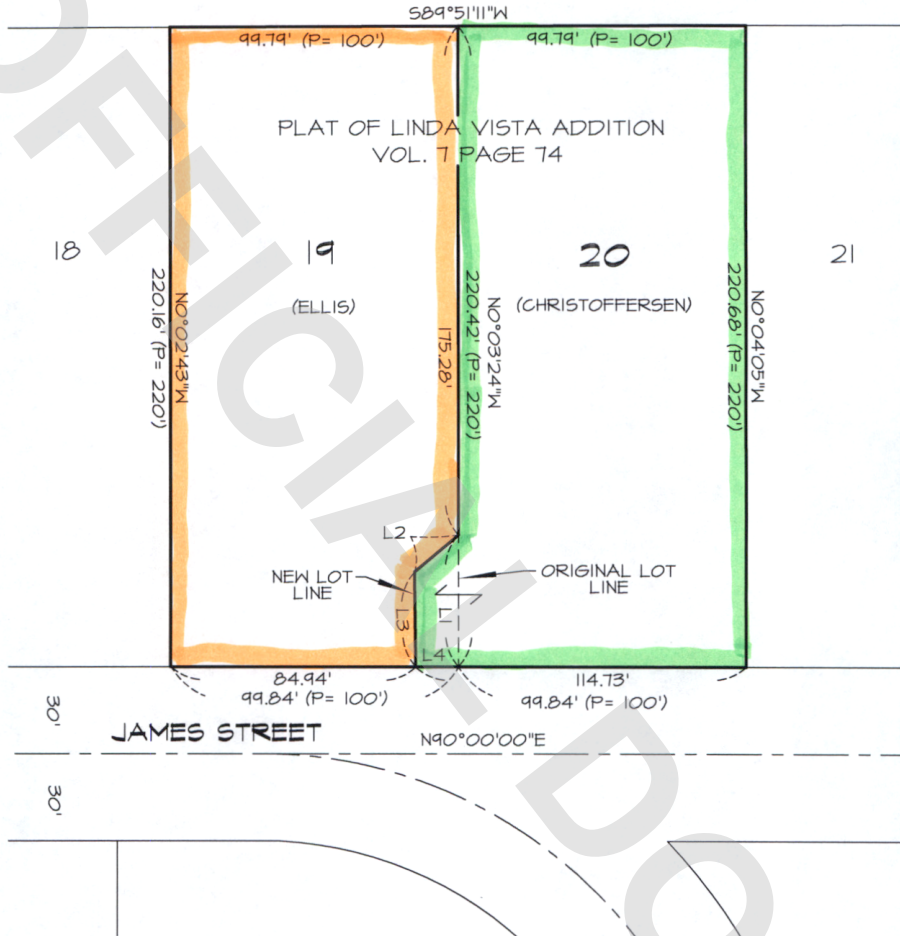 S89°51'11"W
99.79' (P= 100')
99.79' (P= 100')
PLAT OF LINDA VISTA ADDITION
VOL. 7 PAGE 74
18
19
20
21
(ELLIS)
(CHRISTOFFERSEN)
220.16' (P= 220')
N0°02'43"W
175.28'
220.42' (P= 220')
N0°03'24"W
220.68' (P= 220')
N0°04'05"W
L2
NEW LOT
LINE
ORIGINAL LOT
LINE
L3
L1
L4
84.94'
99.84' (P= 100')
114.73'
99.84' (P= 100')
30'
JAMES STREET
N90°00'00"E
30'
OFFICIAL DO